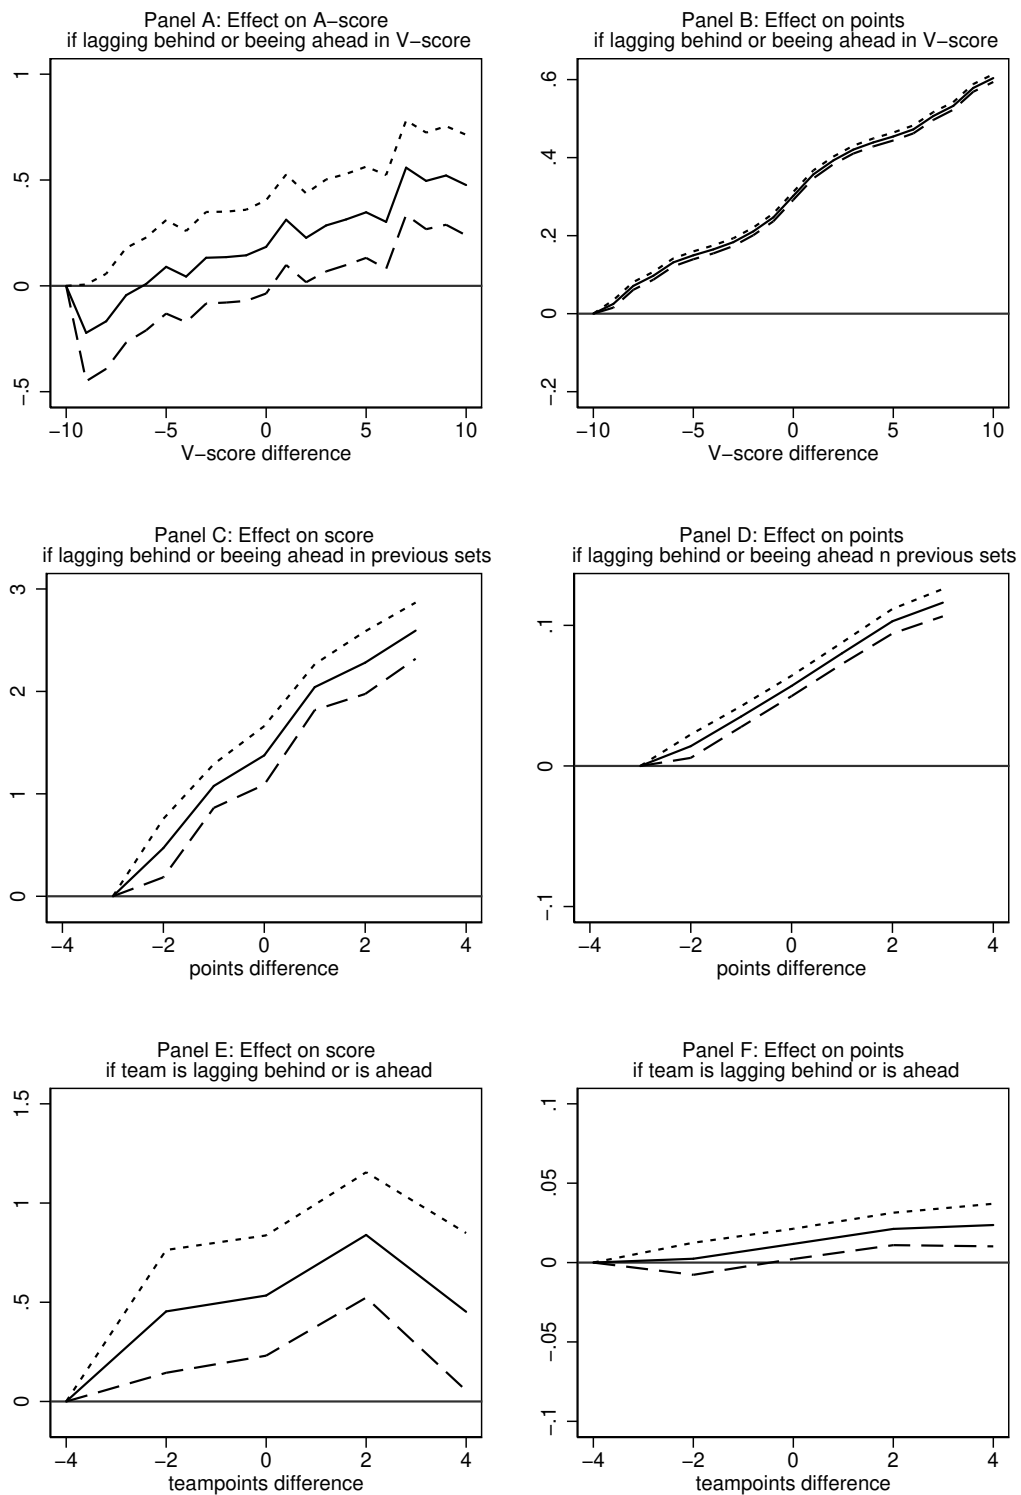 Panel A: Effect on A−score
if lagging behind or beeing ahead in V−score
1
.5
0
−.5
−10 −5 0 5 10
V−score difference
Panel B: Effect on points
if lagging behind or beeing ahead in V−score
.6
.4
.2
0
−.2
−10 −5 0 5 10
V−score difference
Panel C: Effect on score
if lagging behind or beeing ahead in previous sets
3
2
1
0
−4 −2 0 2 4
points difference
Panel D: Effect on points
if lagging behind or beeing ahead n previous sets
.1
0
−.1
−4 −2 0 2 4
points difference
Panel E: Effect on score
if team is lagging behind or is ahead
1.5
1
.5
0
−4 −2 0 2 4
teampoints difference
Panel F: Effect on points
if team is lagging behind or is ahead
.1
.05
0
−.05
−.1
−4 −2 0 2 4
teampoints difference